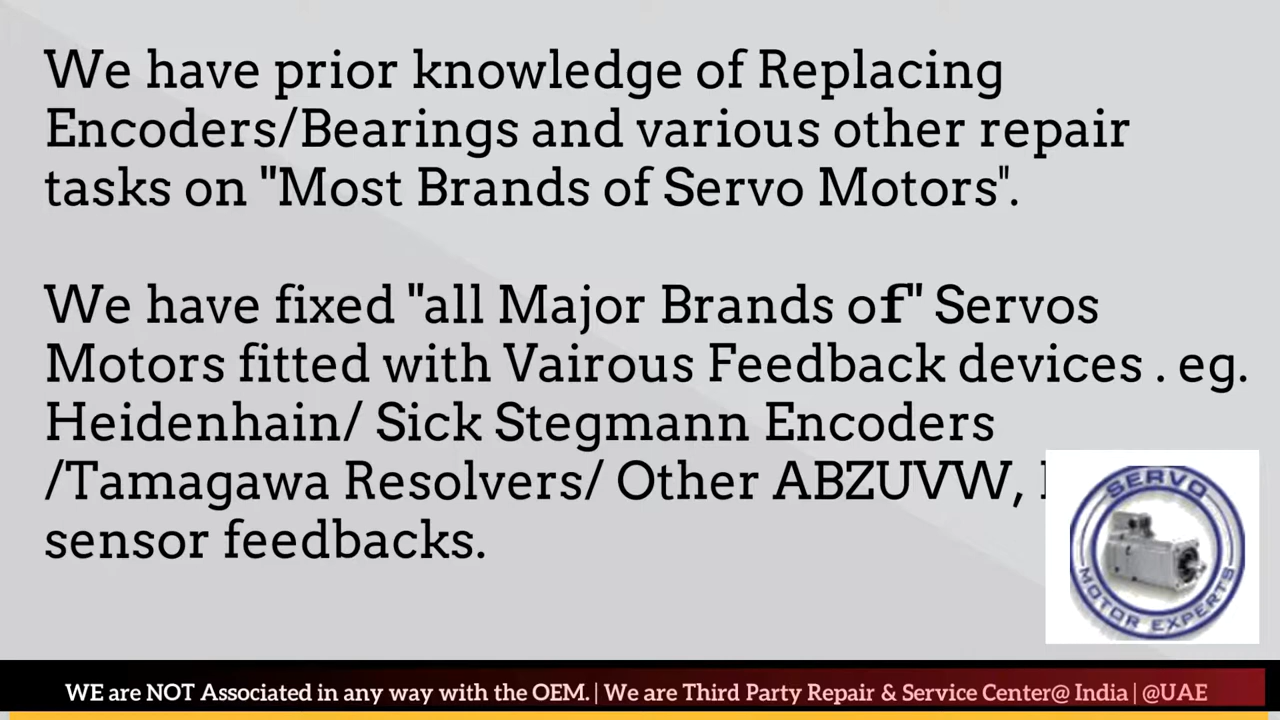 We have prior knowledge of Replacing
Encoders/Bearings and various other repair
tasks on "Most Brands of Servo Motors".
We have fixed "all Major Brands of" Servos
Motors fitted with Vairous Feedback devices . eg.
Heidenhain/ Sick Stegmann Encoders
/Tamagawa Resolvers/ Other ABZUVW,
sensor feedbacks.
SERVO
MOTOR EXPERTS
WE are NOT Associated in any way with the OEM. | We are Third Party Repair & Service Center@ India | @UAE